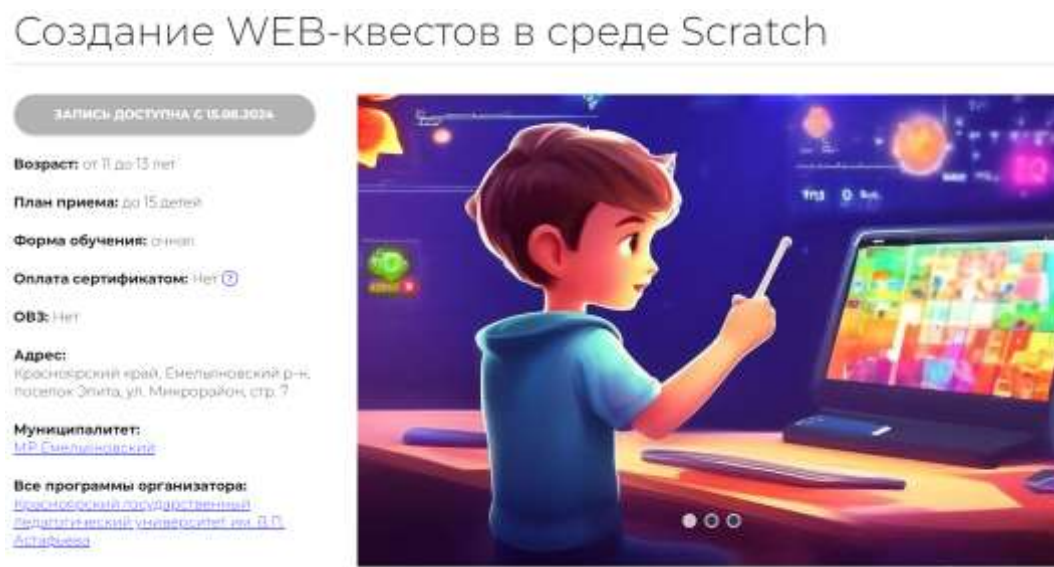 Создание WEB-квестов в среде Scratch
ЗАПИСЬ ДОСТУПНА С 15.08.2024
Возраст: от 11 до 13 лет
План приема: до 15 детей
Форма обучения: очная
Оплата сертификатом: Нет ?
ОВЗ: Нет
Адрес:
Красноярский край, Емельяновский р-н,
поселок Элита, ул. Микрорайон, стр. 7
Муниципалитет:
МР Емельяновский
Все программы организатора:
Красноярский государственный
педагогический университет им. В.П.
Астафьева